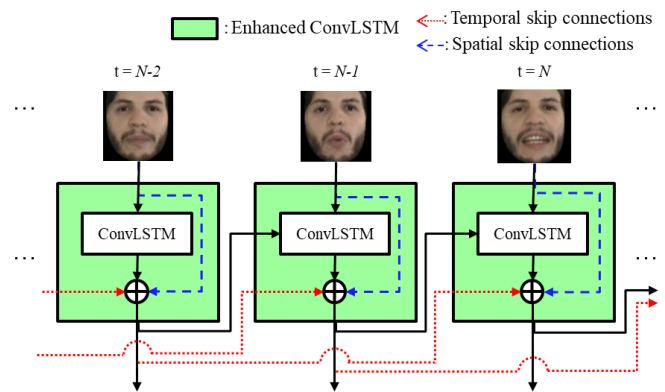 : Enhanced ConvLSTM
: Temporal skip connections
: Spatial skip connections
t = N-2
t = N-1
t = N
... ...
ConvLSTM
ConvLSTM
ConvLSTM
... ...